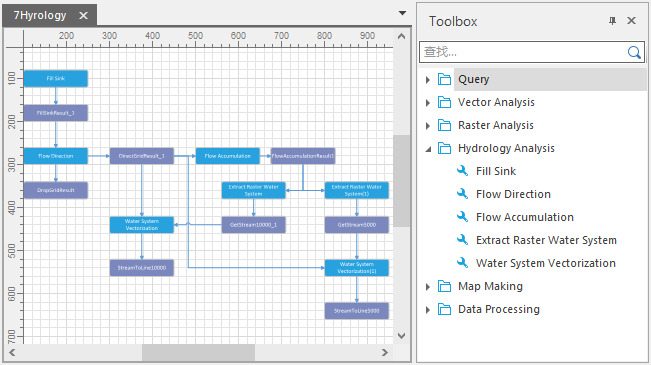 7Hyrology
Toolbox
查找...
200
300
400
500
600
700
800
900
100
200
300
400
500
600
700
Fill Sink
FillSinkResult_1
Flow Direction
DirectGridResult_1
Flow Accumulation
FlowAccumulationResult1
DropGridResult
Extract Raster Water
System
Extract Raster Water
System(1)
Water System
Vectorization
GetStream10000_1
GetStream5000
StreamToLine10000
Water System
Vectorization(1)
StreamToLine5000
Query
Vector Analysis
Raster Analysis
Hydrology Analysis
Fill Sink
Flow Direction
Flow Accumulation
Extract Raster Water System
Water System Vectorization
Map Making
Data Processing